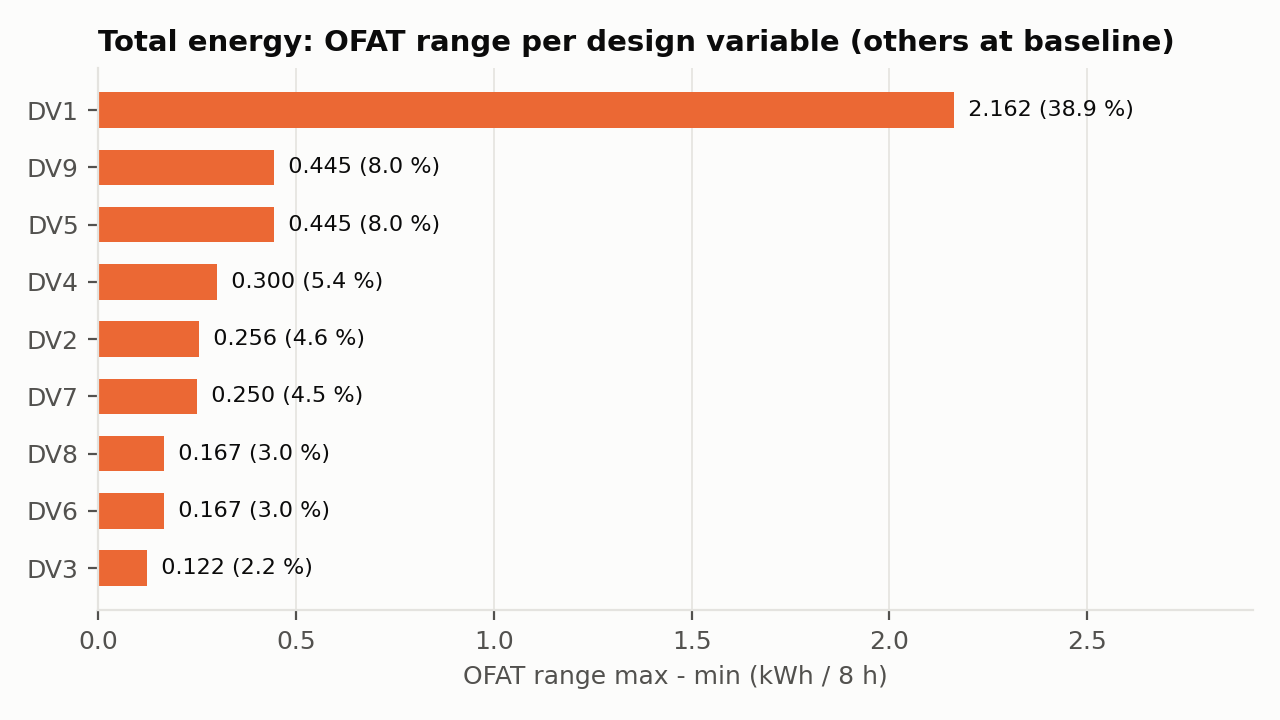 Total energy: OFAT range per design variable (others at baseline)
DV1 2.162 (38.9 %)
DV9 0.445 (8.0 %)
DV5 0.445 (8.0 %)
DV4 0.300 (5.4 %)
DV2 0.256 (4.6 %)
DV7 0.250 (4.5 %)
DV8 0.167 (3.0 %)
DV6 0.167 (3.0 %)
DV3 0.122 (2.2 %)
0.0 0.5 1.0 1.5 2.0 2.5
OFAT range max - min (kWh / 8 h)